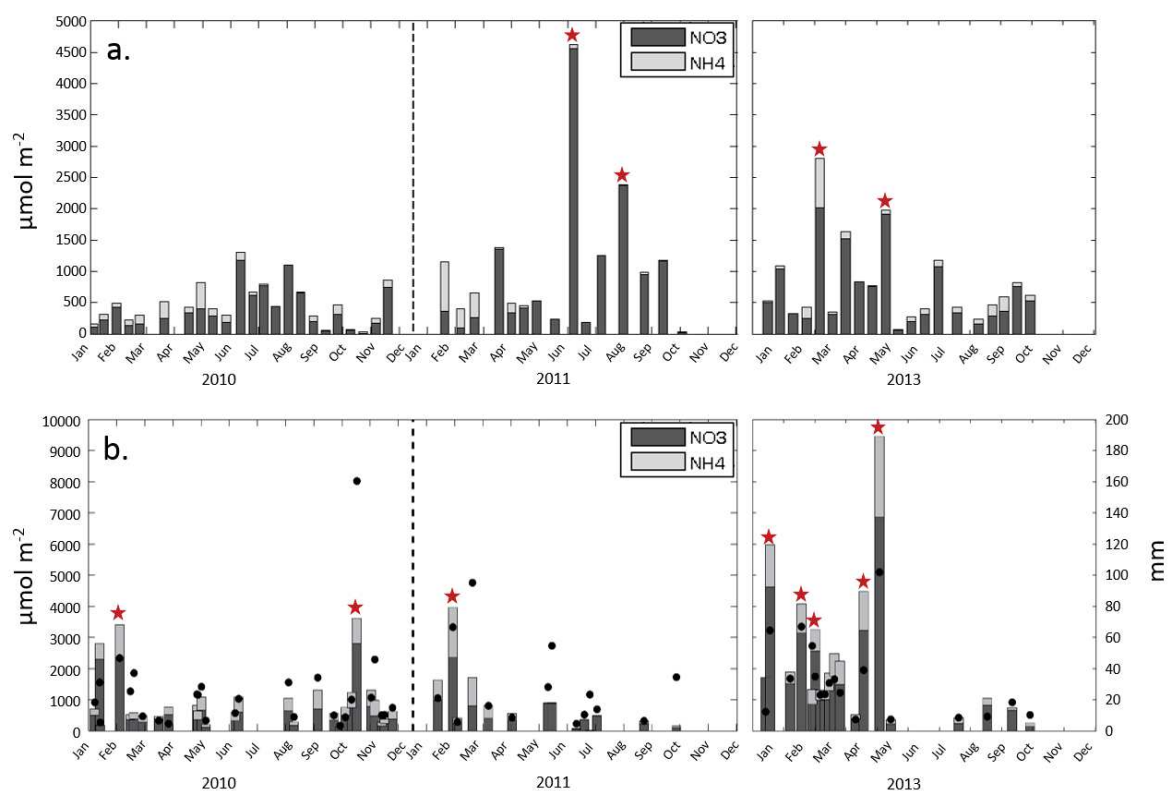 a.
NO3
NH4
5000
4500
4000
3500
3000
2500
2000
1500
1000
500
0
μmol m-2
Jan Feb Mar Apr May Jun Jul Aug Sep Oct Nov Dec Jan Feb Mar Apr May Jun Jul Aug Sep Oct Nov Dec Jan Feb Mar Apr May Jun Jul Aug Sep Oct Nov Dec
2010 2011 2013
b.
NO3
NH4
10000
9000
8000
7000
6000
5000
4000
3000
2000
1000
0
μmol m-2
200
180
160
140
120
100
80
60
40
20
0
mm
Jan Feb Mar Apr May Jun Jul Aug Sep Oct Nov Dec Jan Feb Mar Apr May Jun Jul Aug Sep Oct Nov Dec Jan Feb Mar Apr May Jun Jul Aug Sep Oct Nov Dec
2010 2011 2013